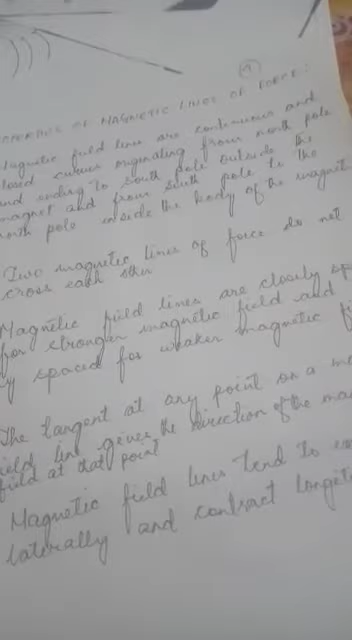 (9)
PROPERTIES OF MAGNETIC LINES OF FORCE:
Magnetic field lines are continuous and
closed curves originating from north pole
and ending to south pole outside the
magnet and from south pole to the
north pole inside the body of the magnet
Two magnetic lines of force do not
cross each other
Magnetic field lines are closely
for stronger magnetic field and
spaced for weaker magnetic
The tangent at any point on a
field line gives the direction of the
field at that point
Magnetic field lines tend to
laterally and contract